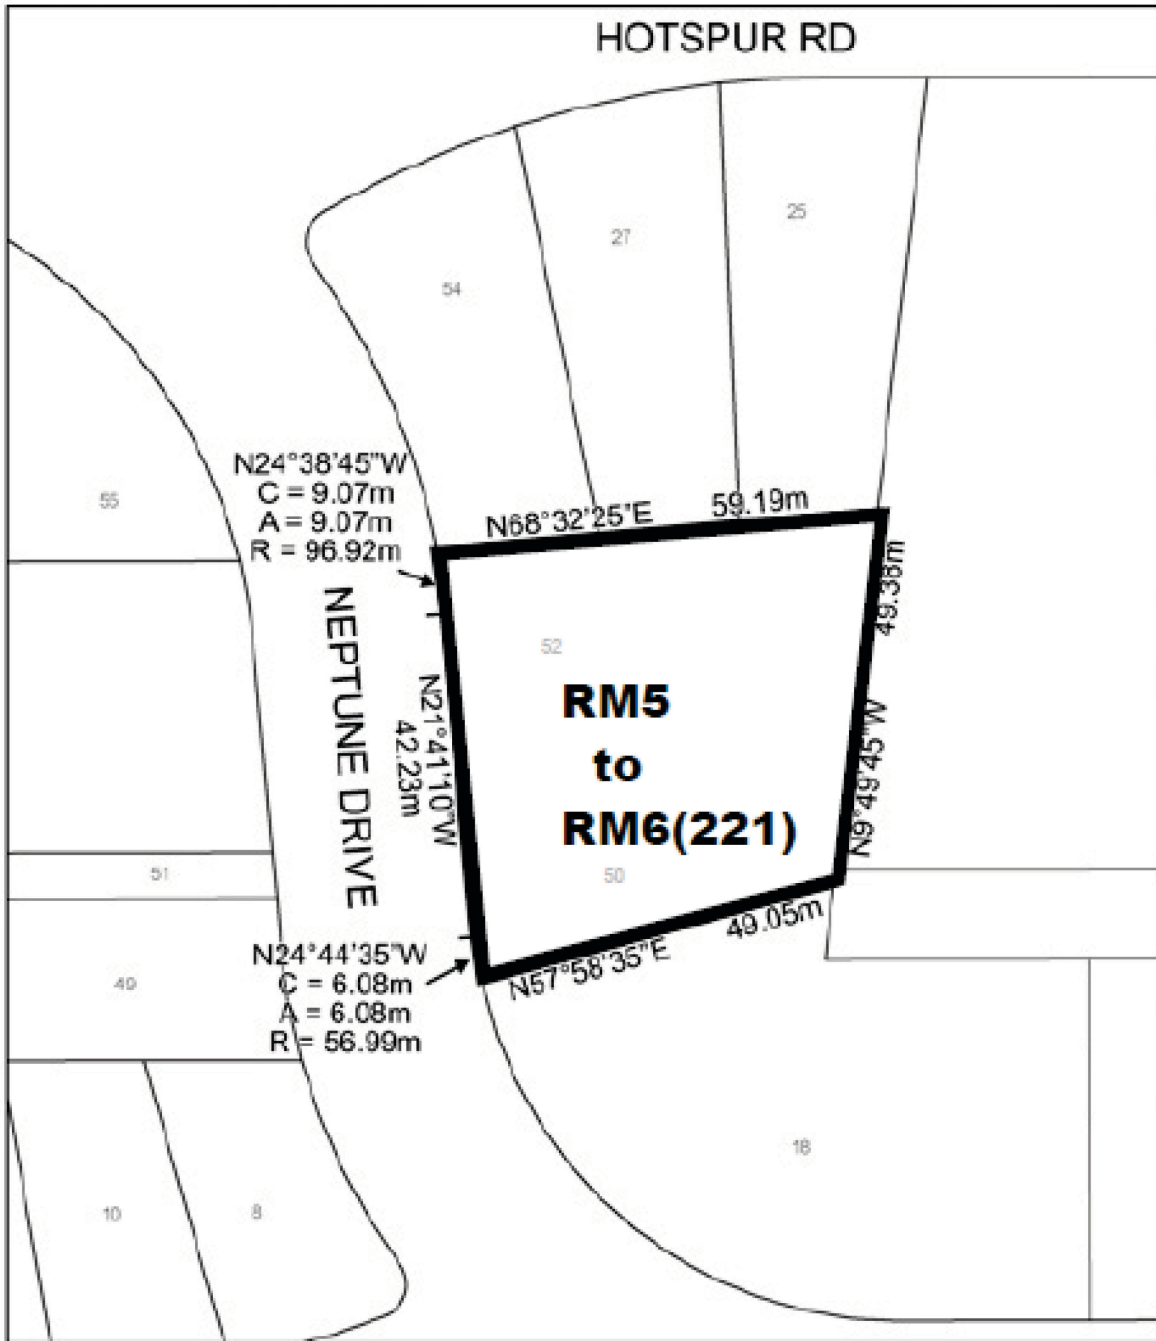 HOTSPUR RD
25
27
54
N24°38'45"W
C = 9.07m
A = 9.07m
R = 96.92m
55
N68°32'25"E 59.19m
49.38m
N9°49'45"W
NEPTUNE DRIVE
N21°41'10"W
42.23m
52
RM5
to
RM6(221)
50
51
49.05m
N57°58'35"E
N24°44'35"W
C = 6.08m
A = 6.08m
R = 56.99m
49
18
10
8